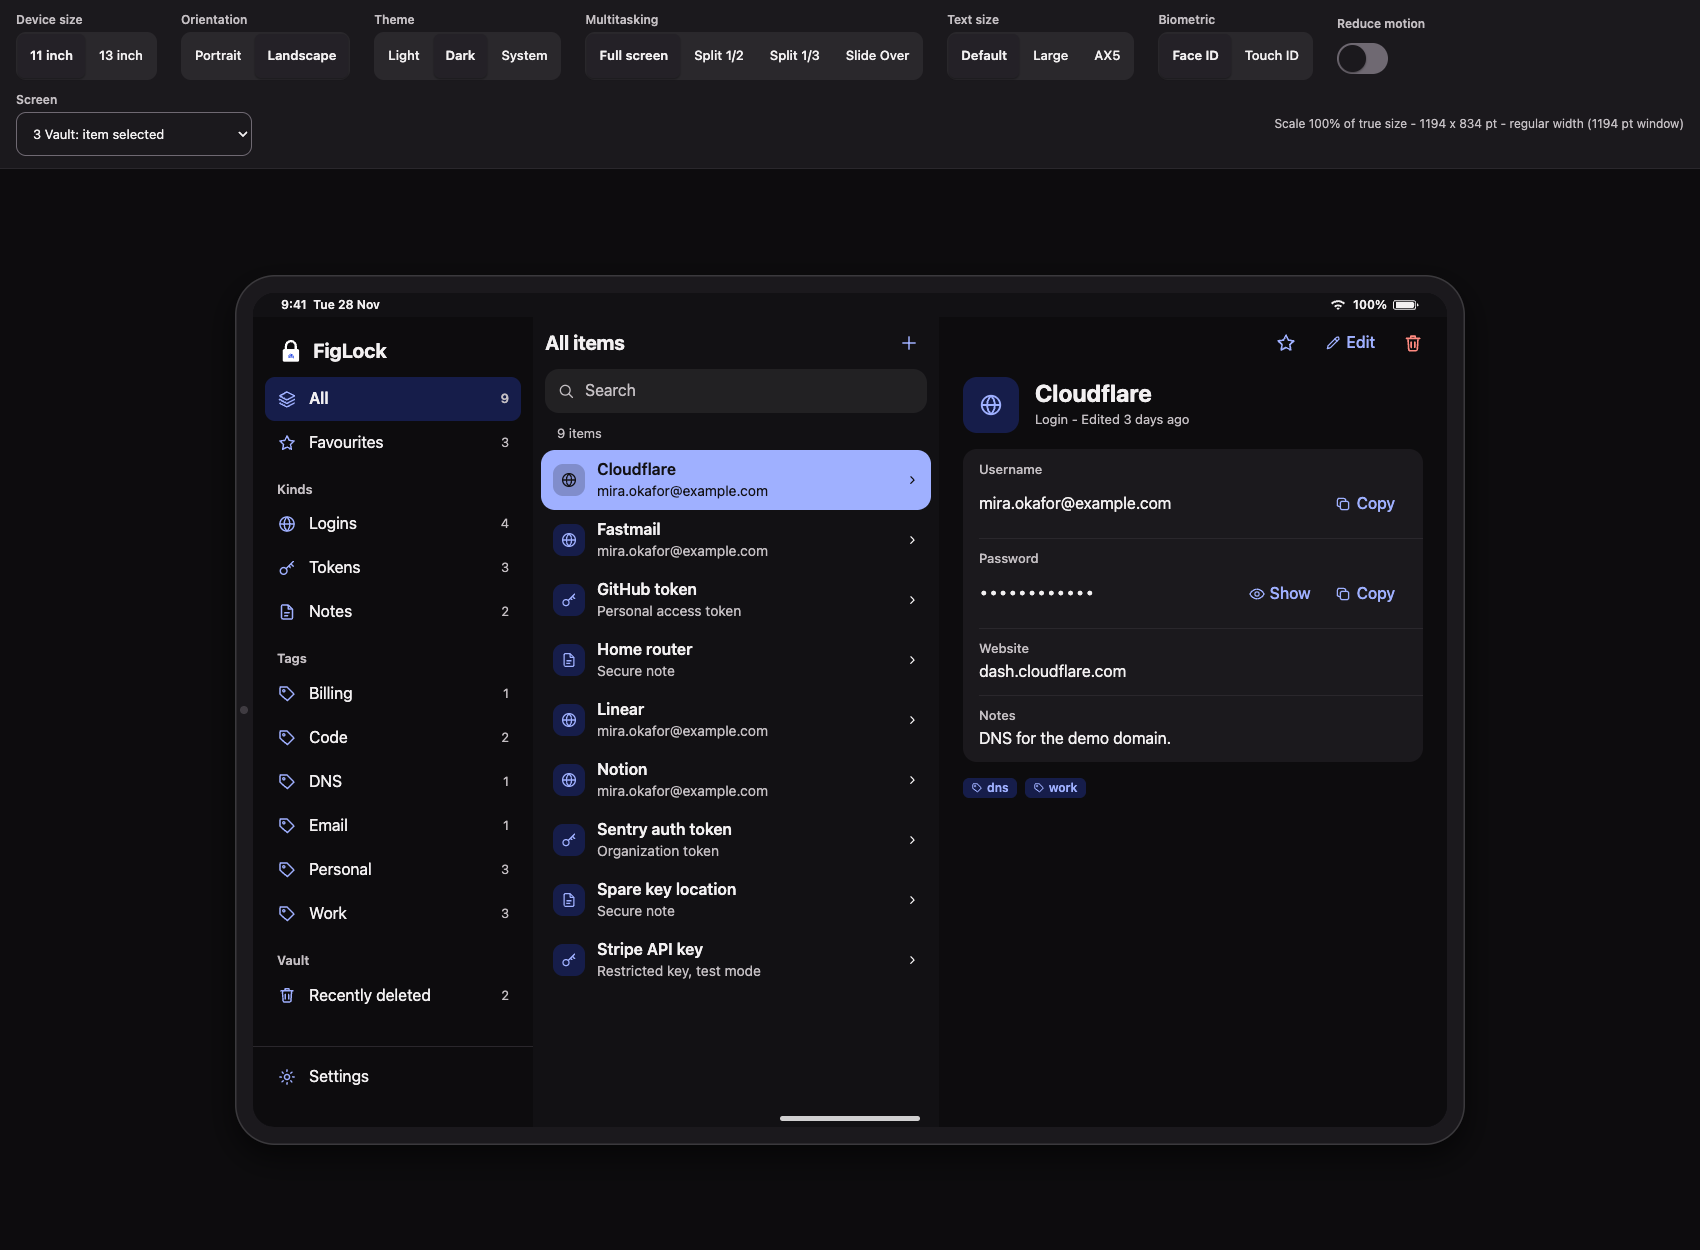 Device size
11 inch
13 inch
Orientation
Portrait
Landscape
Theme
Light
Dark
System
Multitasking
Full screen
Split 1/2
Split 1/3
Slide Over
Text size
Default
Large
AX5
Biometric
Face ID
Touch ID
Reduce motion
Screen
3 Vault: item selected
Scale 100% of true size - 1194 x 834 pt - regular width (1194 pt window)
9:41 Tue 28 Nov
100%
FigLock
All 9
Favourites 3
Kinds
Logins 4
Tokens 3
Notes 2
Tags
Billing 1
Code 2
DNS 1
Email 1
Personal 3
Work 3
Vault
Recently deleted 2
Settings
All items
Search
9 items
Cloudflare
mira.okafor@example.com
Fastmail
mira.okafor@example.com
GitHub token
Personal access token
Home router
Secure note
Linear
mira.okafor@example.com
Notion
mira.okafor@example.com
Sentry auth token
Organization token
Spare key location
Secure note
Stripe API key
Restricted key, test mode
Edit
Cloudflare
Login - Edited 3 days ago
Username
mira.okafor@example.com
Copy
Password
••••••••••••
Show
Copy
Website
dash.cloudflare.com
Notes
DNS for the demo domain.
dns
work